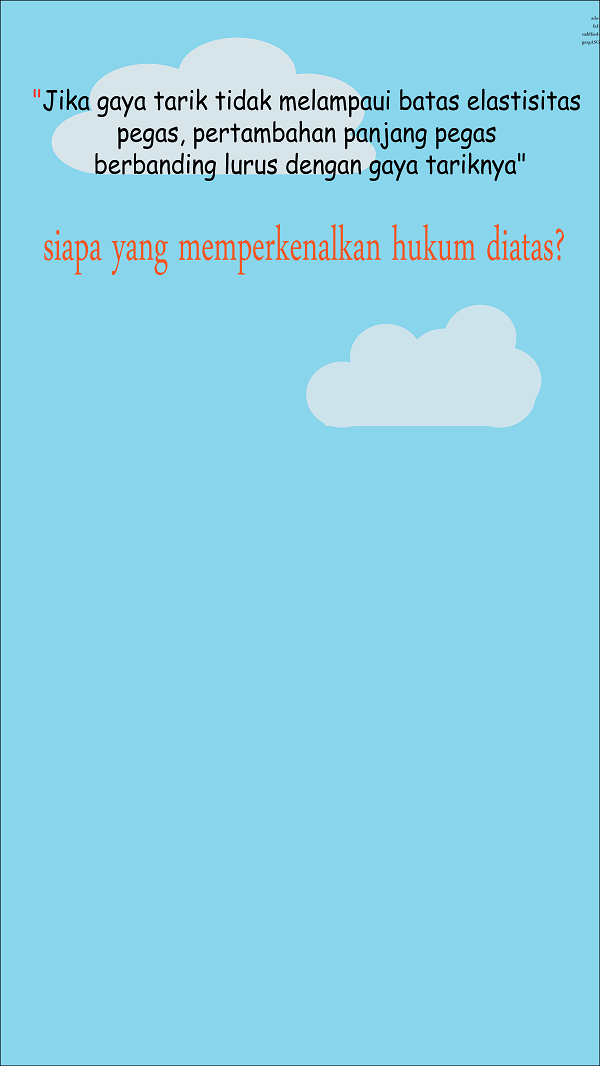 "Jika gaya tarik tidak melampaui batas elastisitas
pegas, pertambahan panjang pegas
berbanding lurus dengan gaya tariknya"
siapa yang memperkenalkan hukum diatas?